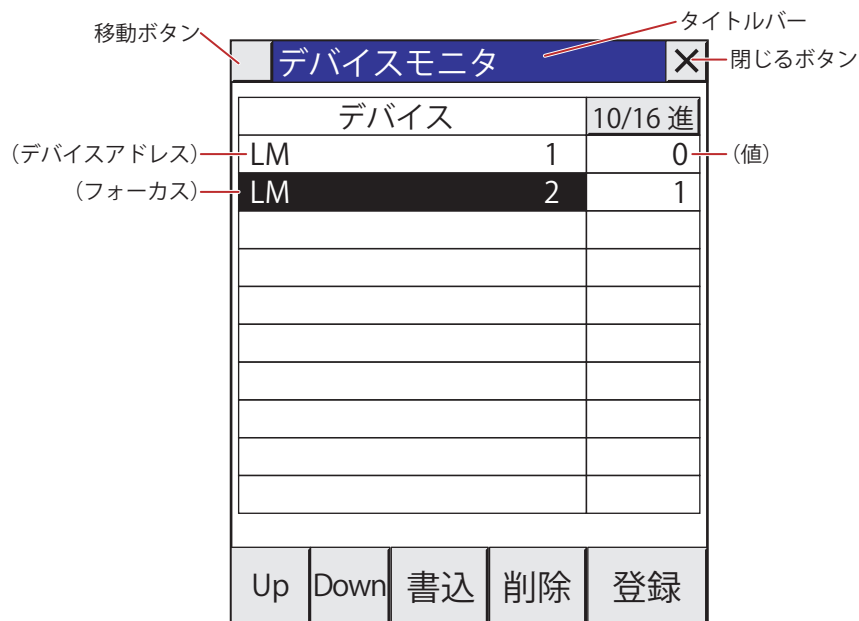 タイトルバー
移動ボタン
デバイスモニタ
閉じるボタン
デバイス 10/16 進
（デバイスアドレス） LM 1 0 （値）
（フォーカス） LM 2 1
Up Down 書込 削除 登録